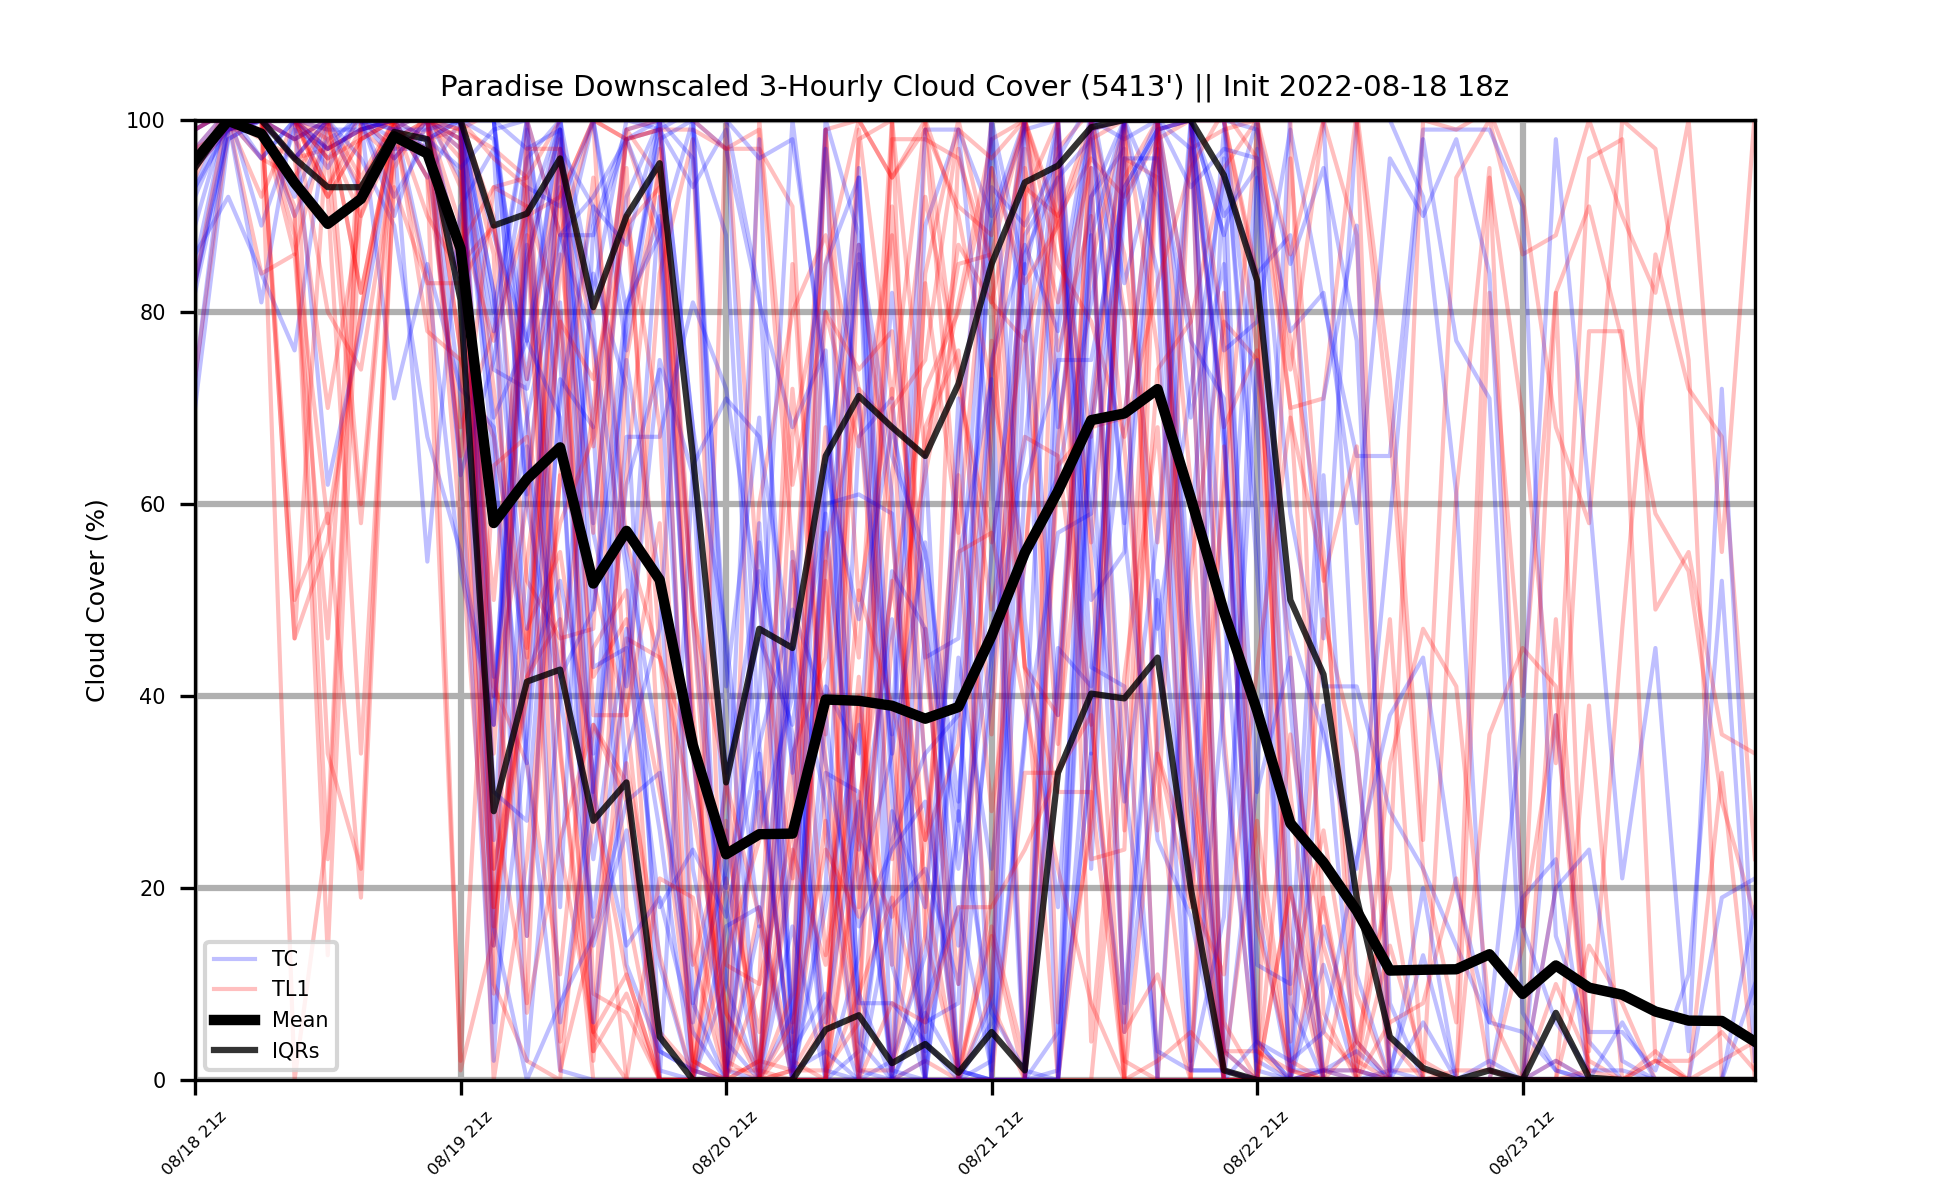 Paradise Downscaled 3-Hourly Cloud Cover (5413') || Init 2022-08-18 18z
Cloud Cover (%)
100
80
60
40
20
0
TC
TL1
Mean
IQRs
08/18 21z
08/19 21z
08/20 21z
08/21 21z
08/22 21z
08/23 21z